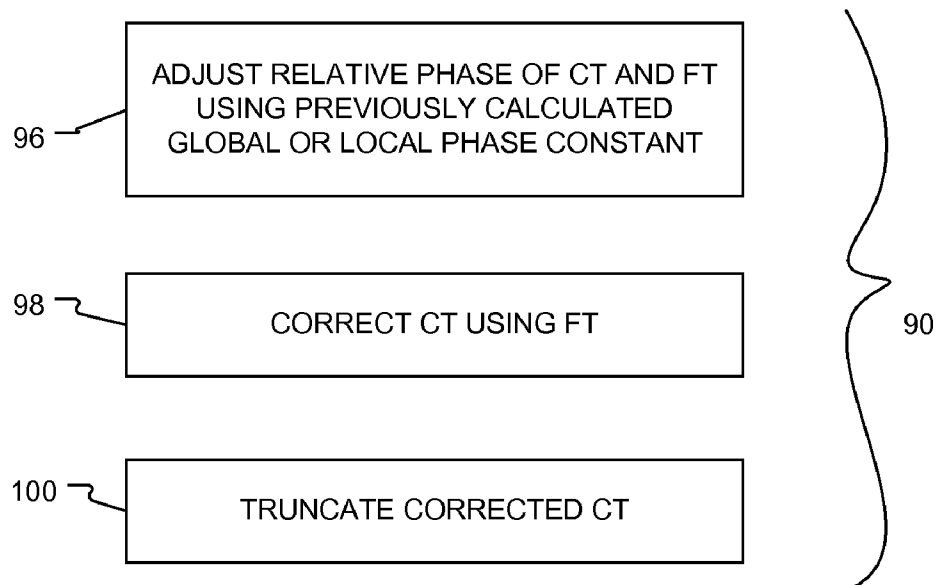 ADJUST RELATIVE PHASE OF CT AND FT
USING PREVIOUSLY CALCULATED
GLOBAL OR LOCAL PHASE CONSTANT
96
98
CORRECT CT USING FT
90
100
TRUNCATE CORRECTED CT